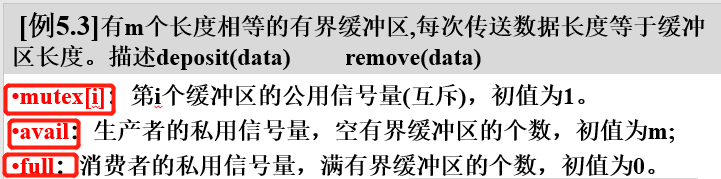 [例5.3]有m个长度相等的有界缓冲区,每次传送数据长度等于缓冲
区长度。描述deposit(data) remove(data)
•mutex[i]: 第i个缓冲区的公用信号量(互斥)，初值为1。
•avail: 生产者的私用信号量，空有界缓冲区的个数，初值为m;
•full: 消费者的私用信号量，满有界缓冲区的个数，初值为0。